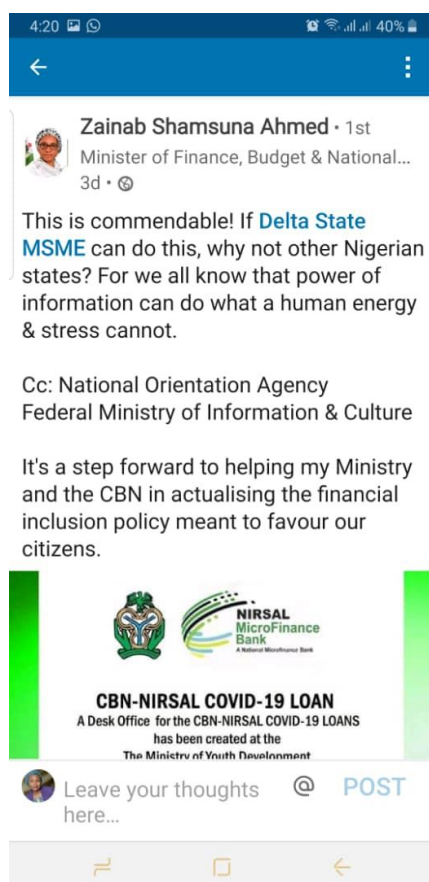 4:20 40%
Zainab Shamsuna Ahmed • 1st
Minister of Finance, Budget & National...
3d •
This is commendable! If Delta State
MSME can do this, why not other Nigerian
states? For we all know that power of
information can do what a human energy
& stress cannot.
Cc: National Orientation Agency
Federal Ministry of Information & Culture
It's a step forward to helping my Ministry
and the CBN in actualising the financial
inclusion policy meant to favour our
citizens.
NIRSAL
MicroFinance
Bank
A National Microfinance Bank
CBN-NIRSAL COVID-19 LOAN
A Desk Office for the CBN-NIRSAL COVID-19 LOANS
has been created at the
The Ministry of Youth Development
Leave your thoughts
here...
@ POST